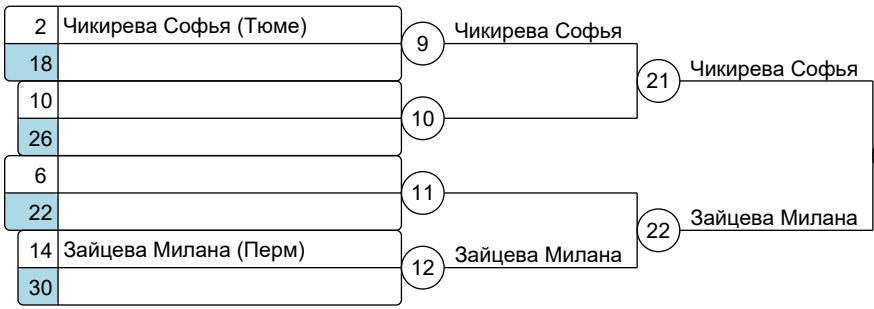 2 Чикирева Софья (Тюме)
18
9 Чикирева Софья
10
26
10
21 Чикирева Софья
6
22
11
14 Зайцева Милана (Перм)
30
12 Зайцева Милана
22 Зайцева Милана